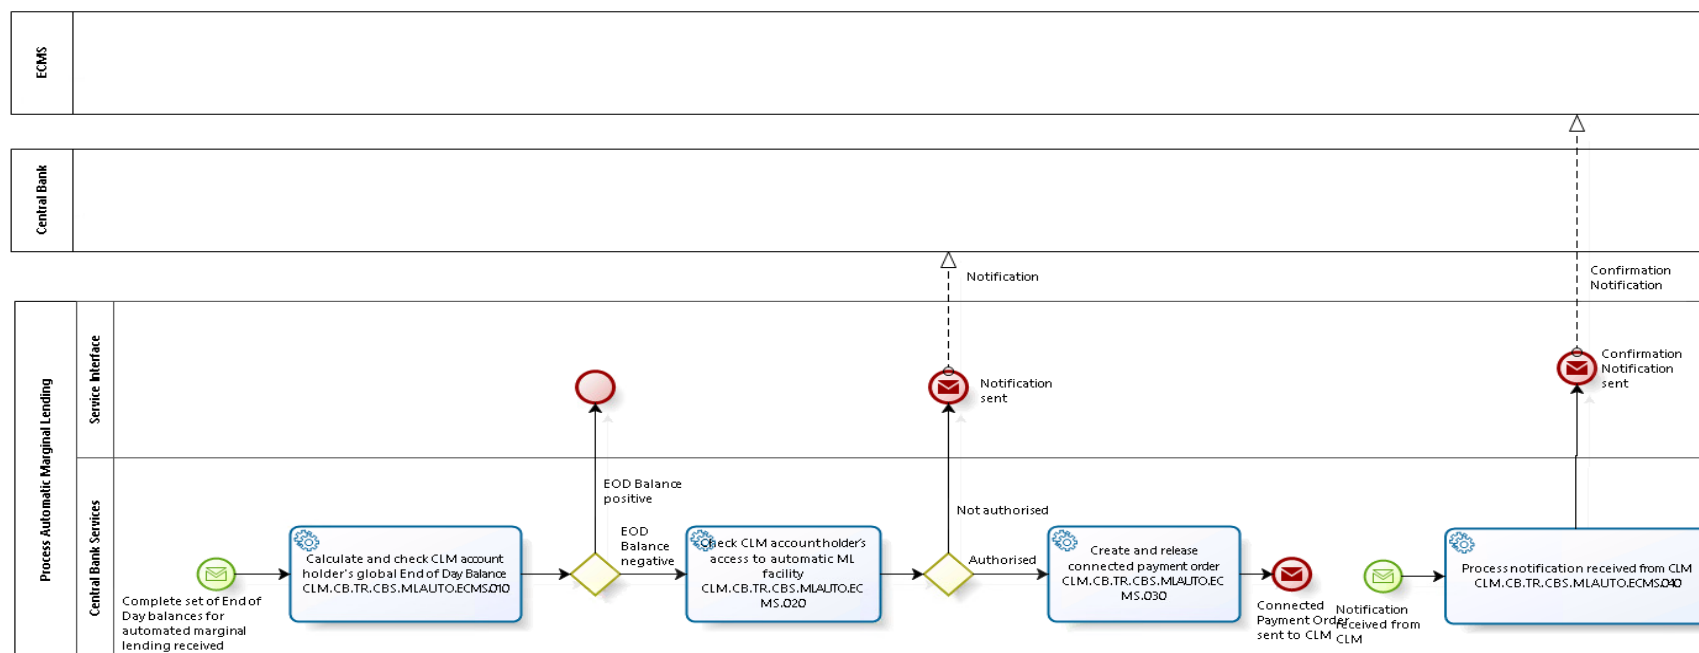 ECMS
Central Bank
Notification
Confirmation
Notification
Process Automatic Marginal Lending
Service Interface
Notification
sent
Confirmation
Notification
sent
Central Bank Services
Complete set of End of
Day balances for
automated marginal
lending received
Calculate and check CLM account
holder's global End of Day Balance
CLM.CB.TR.CBS.MLAUTO.ECMS.010
EOD Balance
positive
EOD
Balance
negative
Check CLM accountholder's
access to automatic ML
facility
CLM.CB.TR.CBS.MLAUTO.EC
MS.020
Not authorised
Authorised
Create and release
connected payment order
CLM.CB.TR.CBS.MLAUTO.EC
MS.030
Connected
Payment Order
sent to CLM
Notification
received from
CLM
Process notification received from CLM
CLM.CB.TR.CBS.MLAUTO.ECMS.040